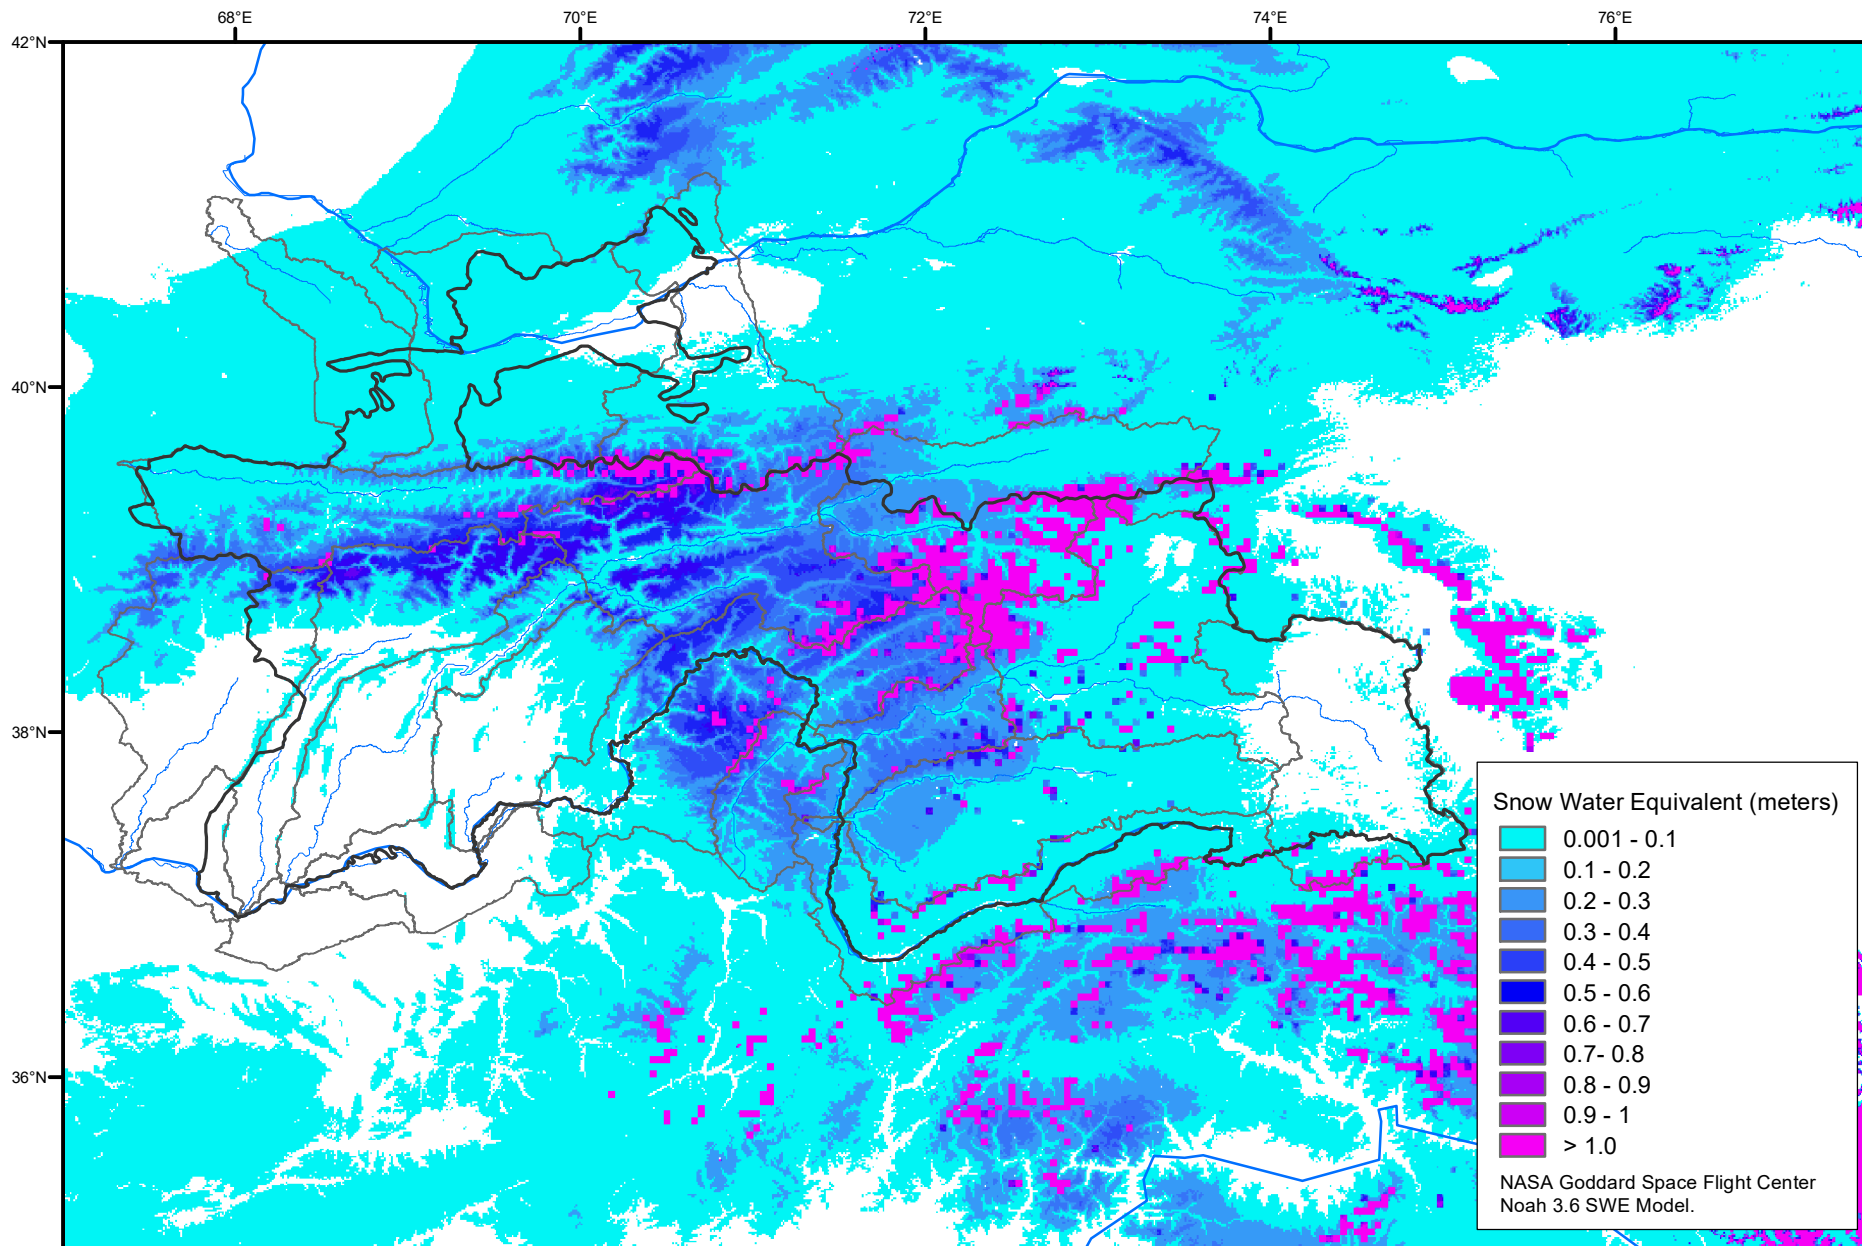 68°E 70°E 72°E 74°E 76°E
42°N
40°N
38°N
36°N
Snow Water Equivalent (meters)
0.001 - 0.1
0.1 - 0.2
0.2 - 0.3
0.3 - 0.4
0.4 - 0.5
0.5 - 0.6
0.6 - 0.7
0.7- 0.8
0.8 - 0.9
0.9 - 1
> 1.0
NASA Goddard Space Flight Center
Noah 3.6 SWE Model.